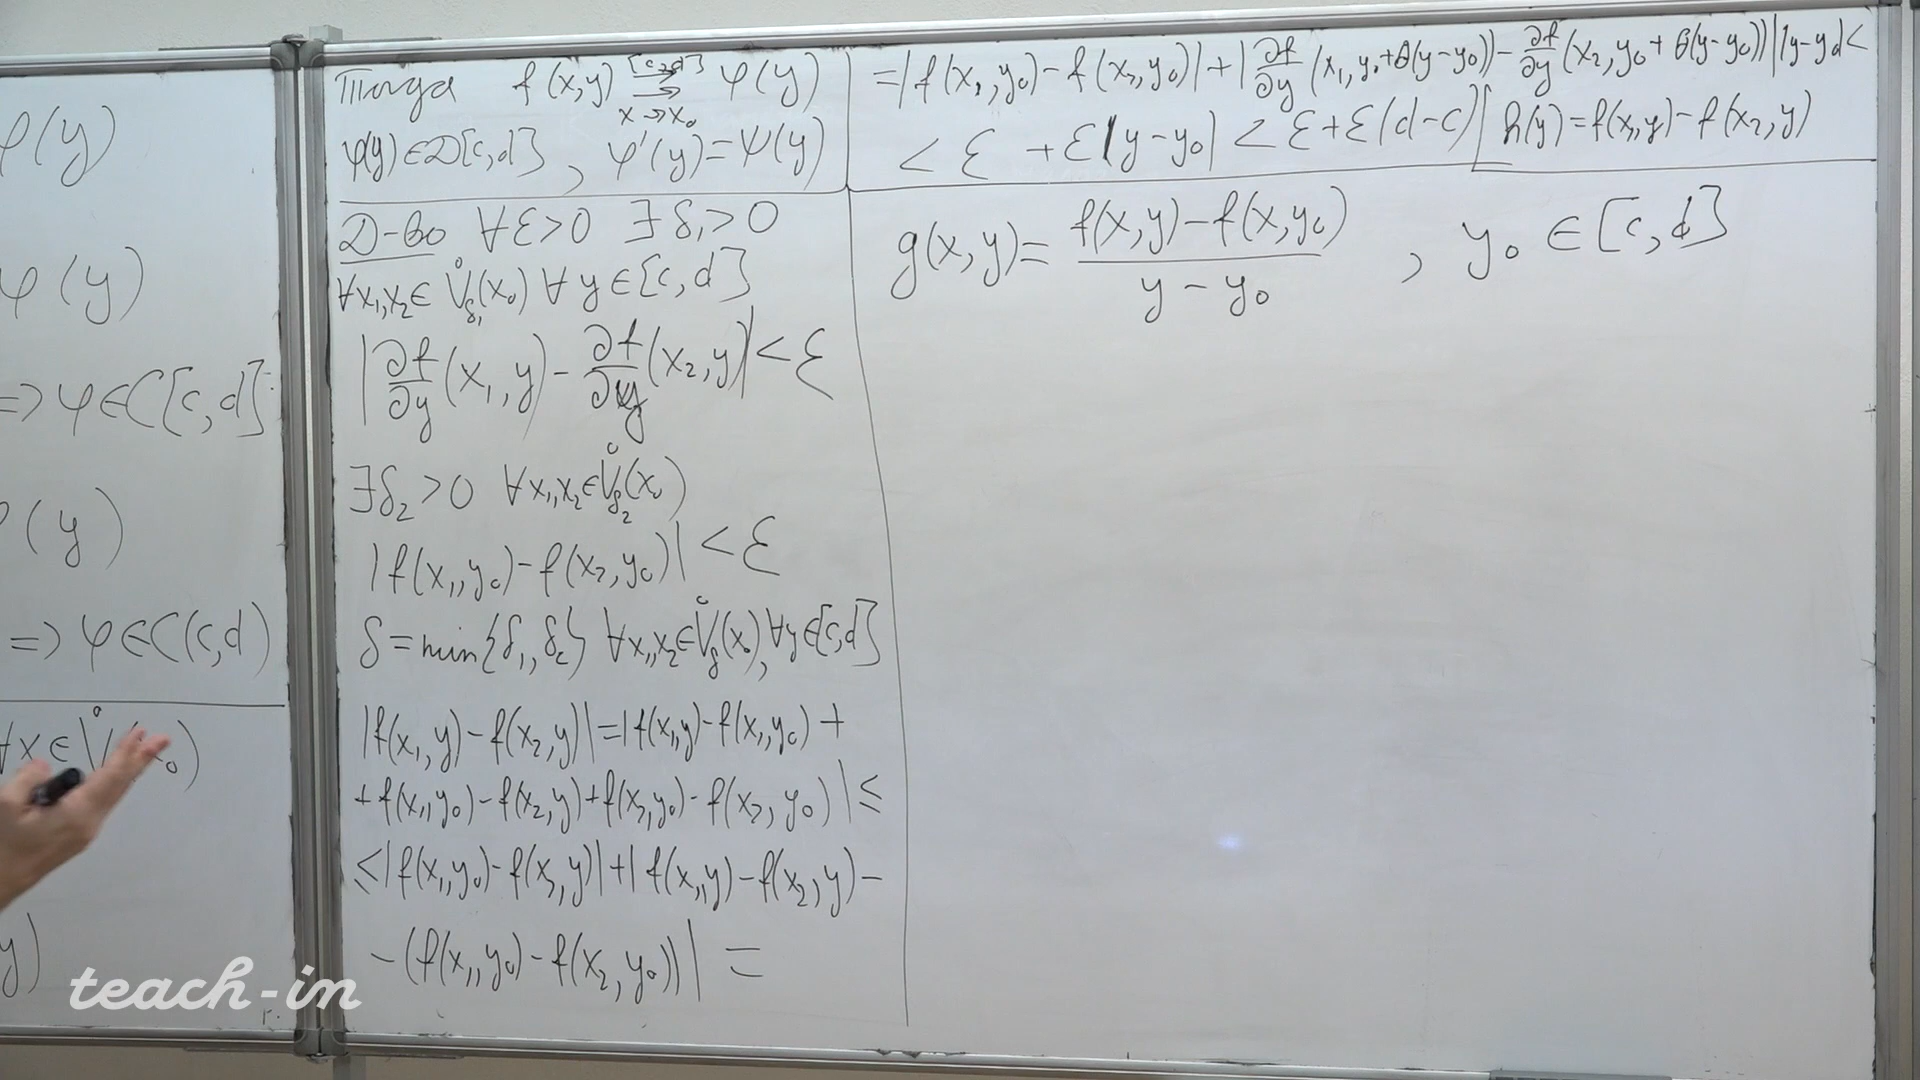 φ(y)
φ(y)
=> φ∈C[c,d]
(y)
=> φ∈C(c,d)
∀x∈V̊(x₀)
y)
Тогда f(x,y) ⇉^{[c,d]}_{x→x₀} φ(y)
φ(y)∈D[c,d], φ'(y)=ψ(y)
Д-во ∀ε>0 ∃δ₁>0
∀x₁,x₂∈V̊_{δ₁}(x₀) ∀y∈[c,d]
|∂f/∂y(x₁,y)-∂f/∂y(x₂,y)|<ε
∃δ₂>0 ∀x₁,x₂∈V̊_{δ₂}(x₀)
|f(x₁,y₀)-f(x₂,y₀)|<ε
δ=min{δ₁,δ₂} ∀x₁,x₂∈V̊_δ(x₀),∀y∈[c,d]
|f(x₁,y)-f(x₂,y)|=|f(x₁,y)-f(x₁,y₀)+
+f(x₁,y₀)-f(x₂,y)+f(x₂,y₀)-f(x₂,y₀)|≤
≤|f(x₁,y₀)-f(x₂,y)|+|f(x₁,y)-f(x₂,y)-
-(f(x₁,y₀)-f(x₂,y₀))|=
=|f(x₁,y₀)-f(x₂,y₀)|+|∂f/∂y(x₁,y₀+θ(y-y₀))-∂f/∂y(x₂,y₀+θ(y-y₀))||y-y₀|<
<ε+ε|y-y₀|<ε+ε(d-c) h(y)=f(x₁,y)-f(x₂,y)
g(x,y)=(f(x,y)-f(x,y₀))/(y-y₀), y₀∈[c,d]
teach-in